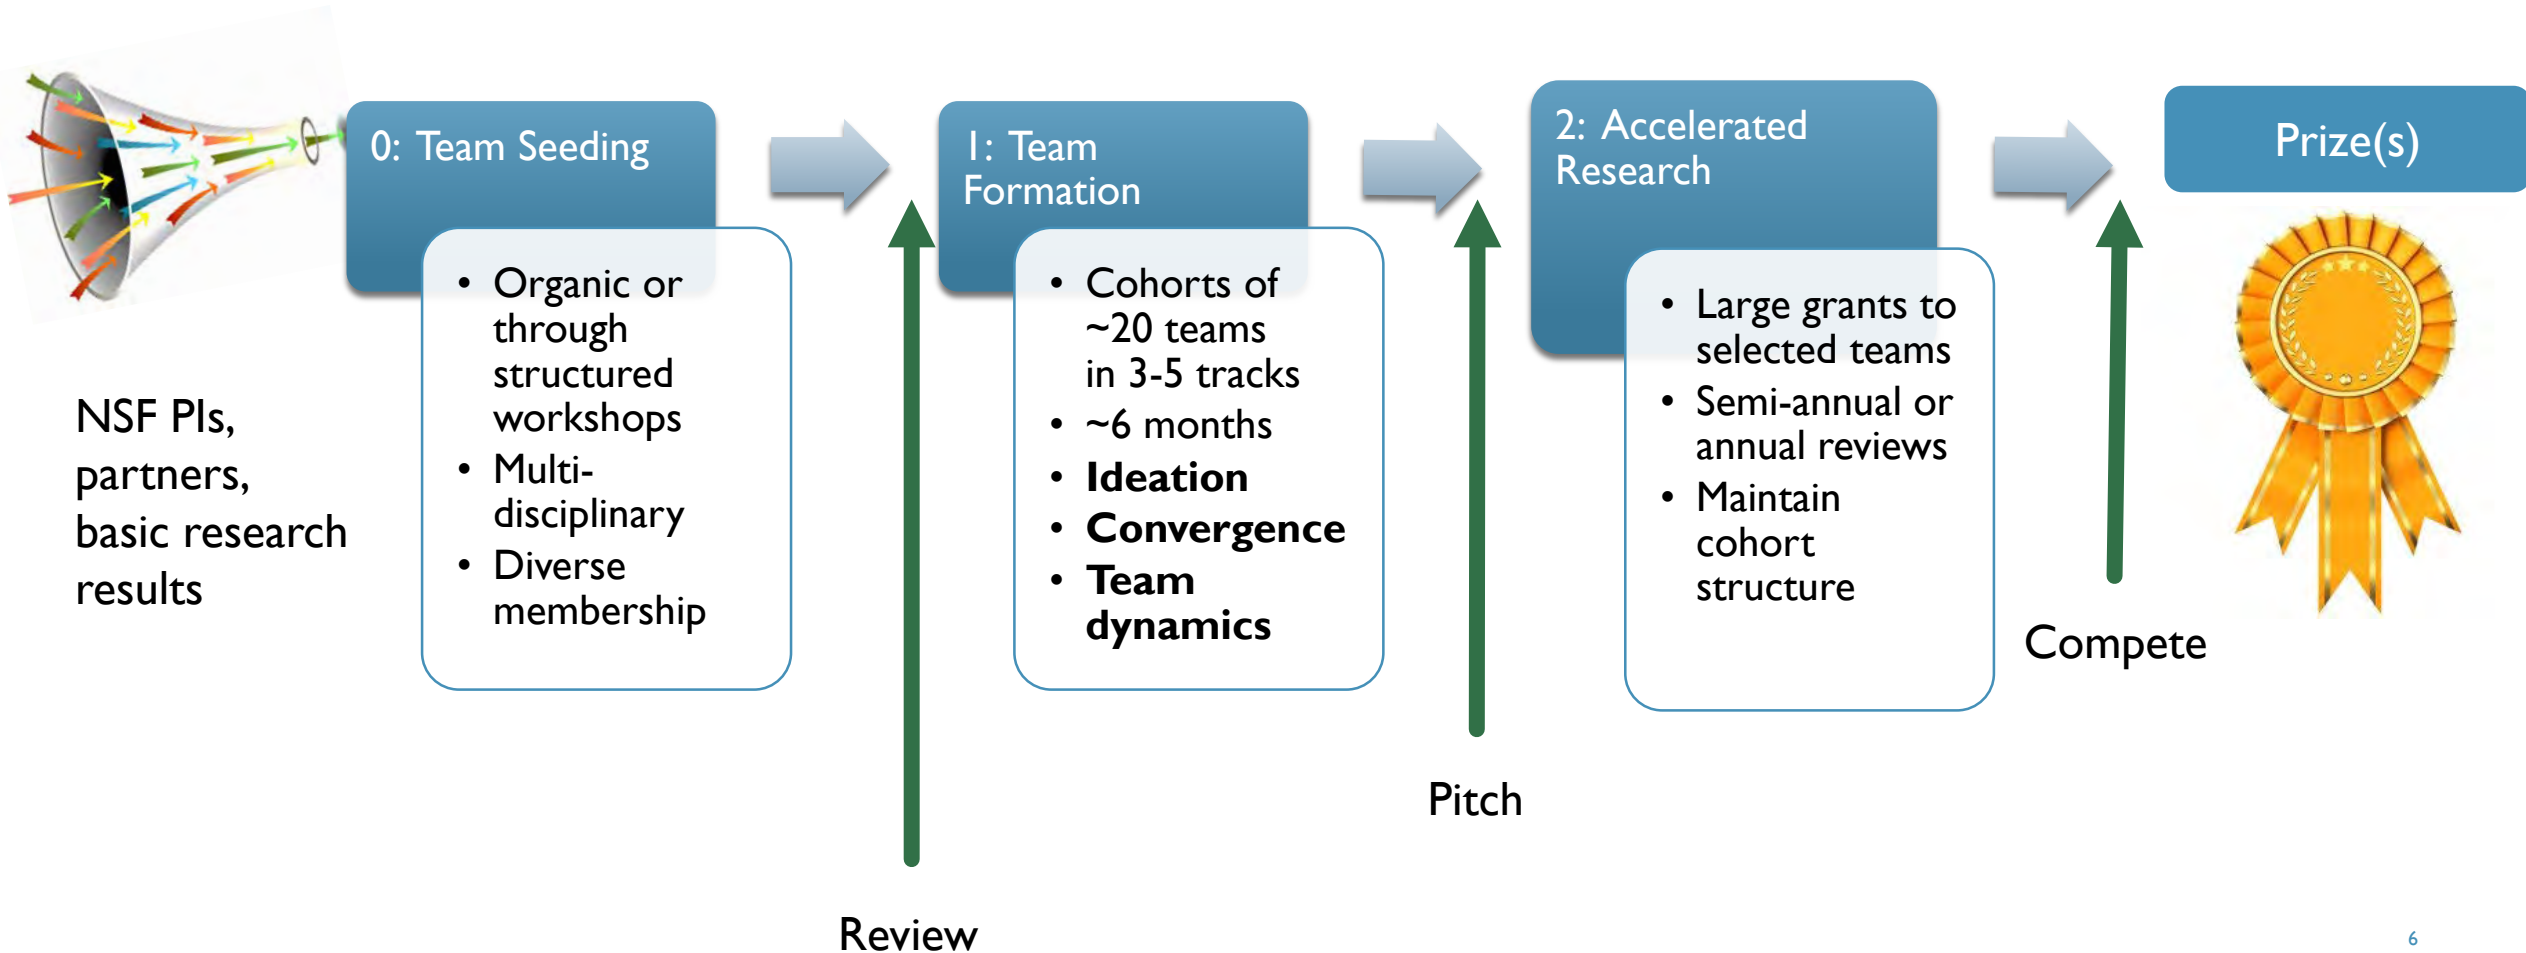 NSF PIs,
partners,
basic research
results
0: Team Seeding
• Organic or
through
structured
workshops
• Multi-
disciplinary
• Diverse
membership
Review
1: Team
Formation
• Cohorts of
~20 teams
in 3-5 tracks
• ~6 months
• Ideation
• Convergence
• Team
dynamics
Pitch
2: Accelerated
Research
• Large grants to
selected teams
• Semi-annual or
annual reviews
• Maintain
cohort
structure
Compete
Prize(s)
6